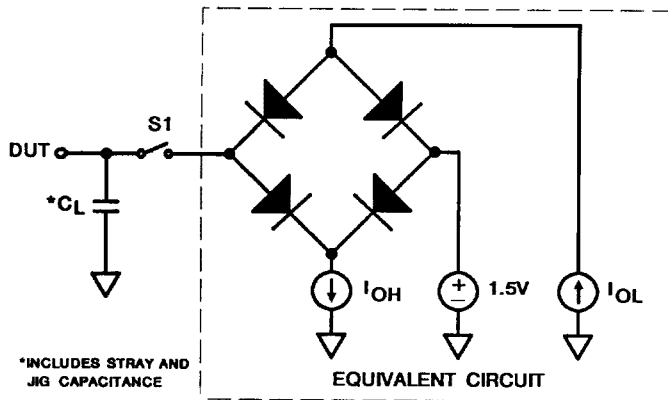 S1
DUT
*CL
IOH
+
−
1.5V
IOL
*INCLUDES STRAY AND
JIG CAPACITANCE
EQUIVALENT CIRCUIT